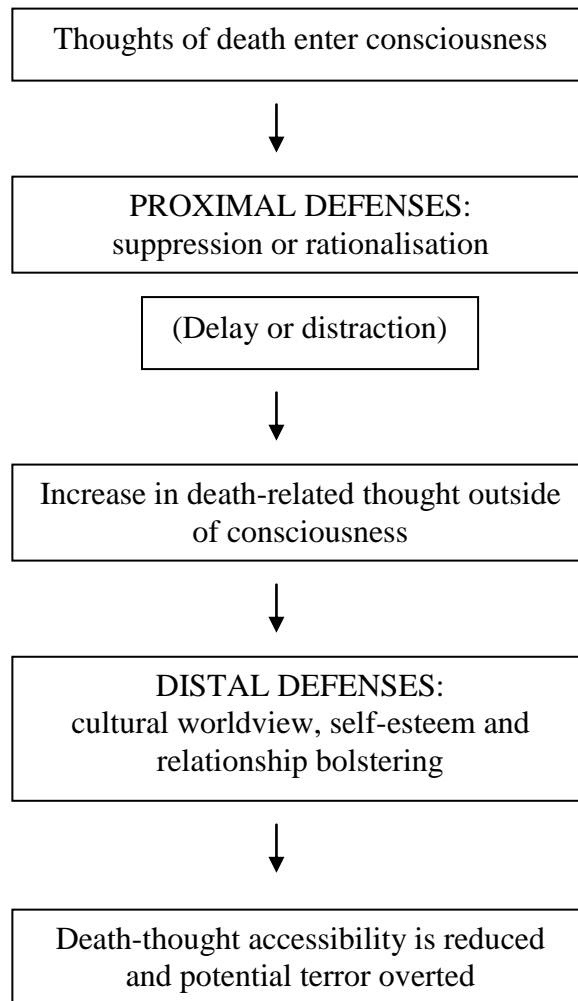 Thoughts of death enter consciousness
PROXIMAL DEFENSES:
suppression or rationalisation
(Delay or distraction)
Increase in death-related thought outside
of consciousness
DISTAL DEFENSES:
cultural worldview, self-esteem and
relationship bolstering
Death-thought accessibility is reduced
and potential terror overted